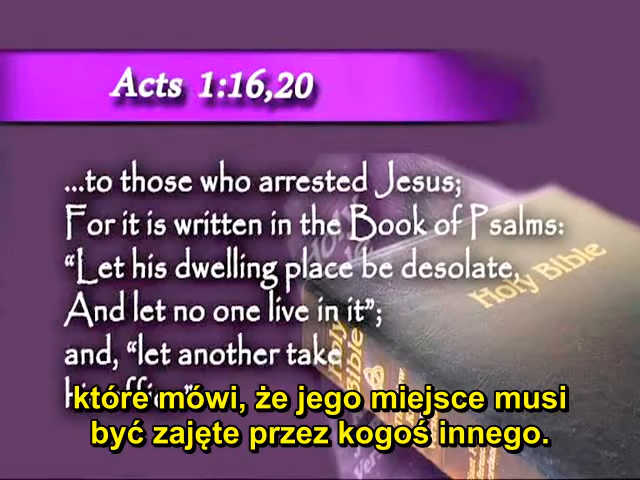 Acts 1:16,20
...to those who arrested Jesus;
For it is written in the Book of Psalms:
“Let his dwelling place be desolate,
And let no one live in it”;
and, “let another take
które mówi, że jego miejsce musi
być zajęte przez kogoś innego.
Holy Bible
Holy
Bible